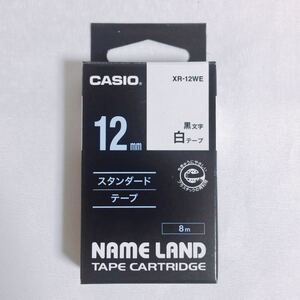 CASIO
XR-12WE
12mm
黒文字
白テープ
スタンダード
テープ
8m
NAME LAND
TAPE CARTRIDGE